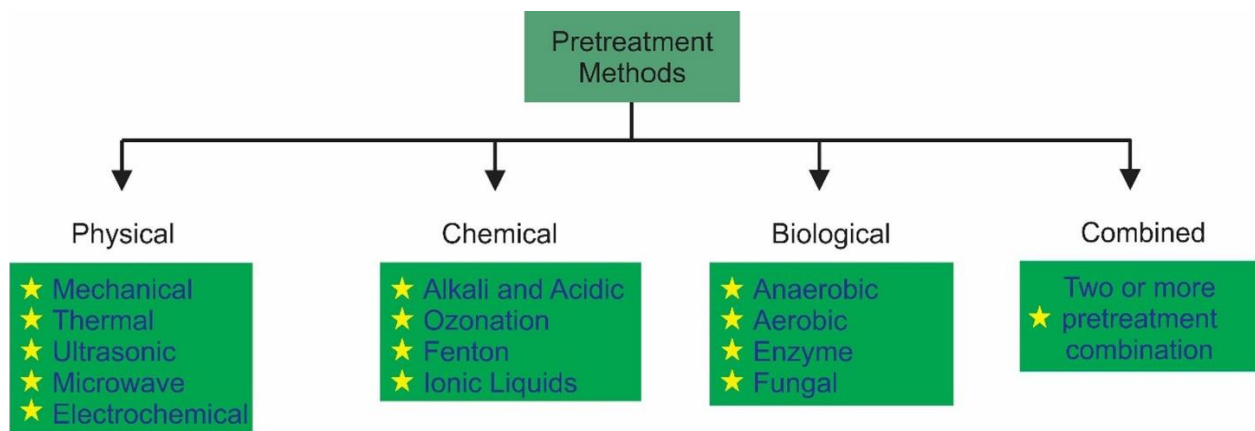 Pretreatment
Methods
Physical
Mechanical
Thermal
Ultrasonic
Microwave
Electrochemical
Chemical
Alkali and Acidic
Ozonation
Fenton
Ionic Liquids
Biological
Anaerobic
Aerobic
Enzyme
Fungal
Combined
Two or more
pretreatment
combination